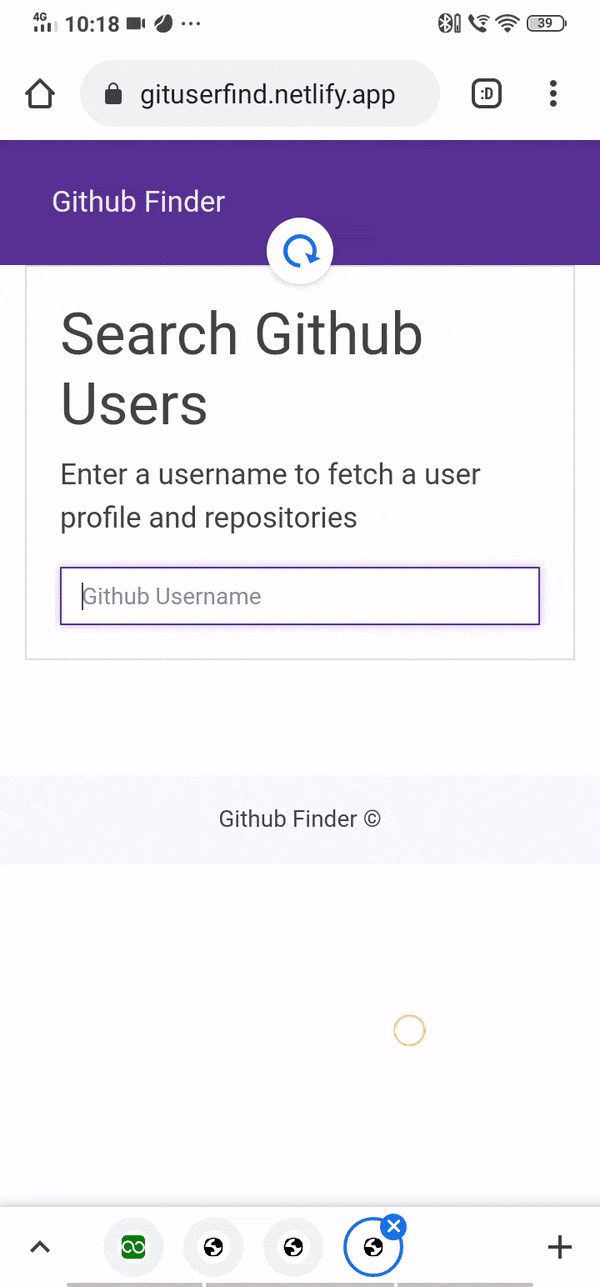 4G 10:18 39
gituserfind.netlify.app :D
Github Finder
Search Github
Users
Enter a username to fetch a user
profile and repositories
Github Username
Github Finder ©